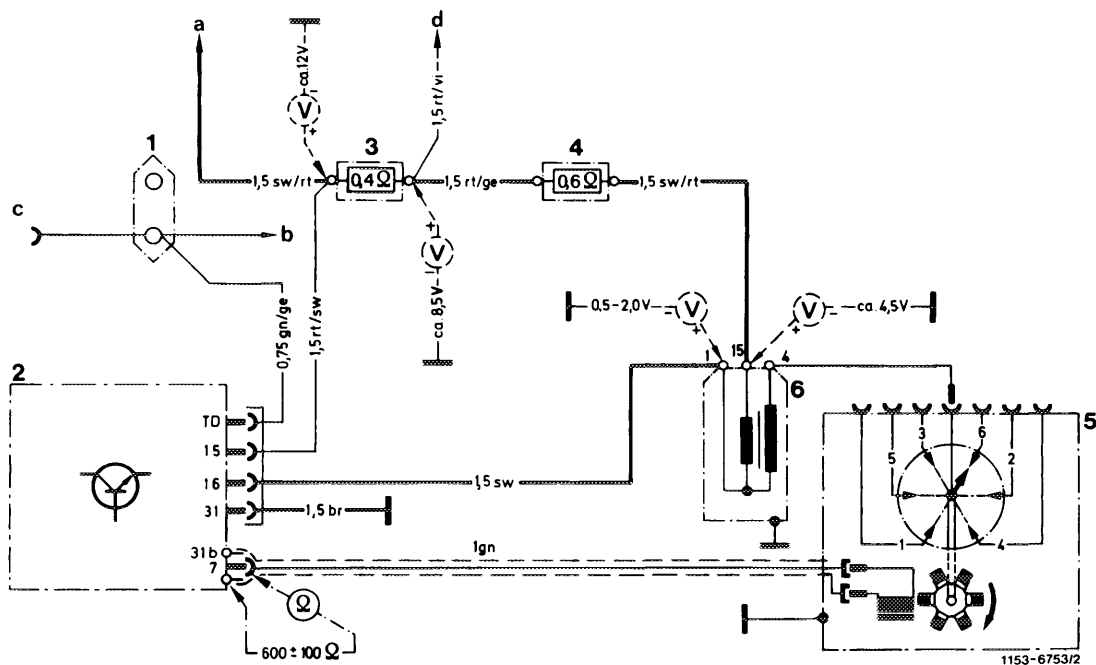 a
d
ca.12V
V
–
+
1,5 rt/vi
1
3
4
1,5 sw/rt
0,4 Ω
1,5 rt/ge
0,6 Ω
1,5 sw/rt
c
b
+
V
–
ca. 8,5V
0,75 gn/ge
1,5 rt/sw
0,5-2,0V
V
–
+
V
–
+
ca. 4,5V
1
15
4
6
2
TD
15
16
31
31b
7
1,5 sw
1,5 br
1gn
Ω
600 ± 100 Ω
5
3
6
5
2
1
4
1153-6753/2